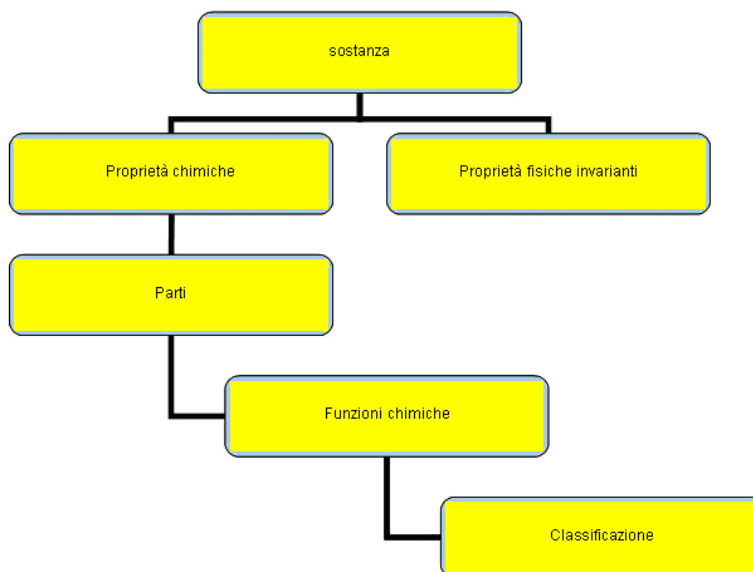 sostanza
Proprietà chimiche
Proprietà fisiche invarianti
Parti
Funzioni chimiche
Classificazione